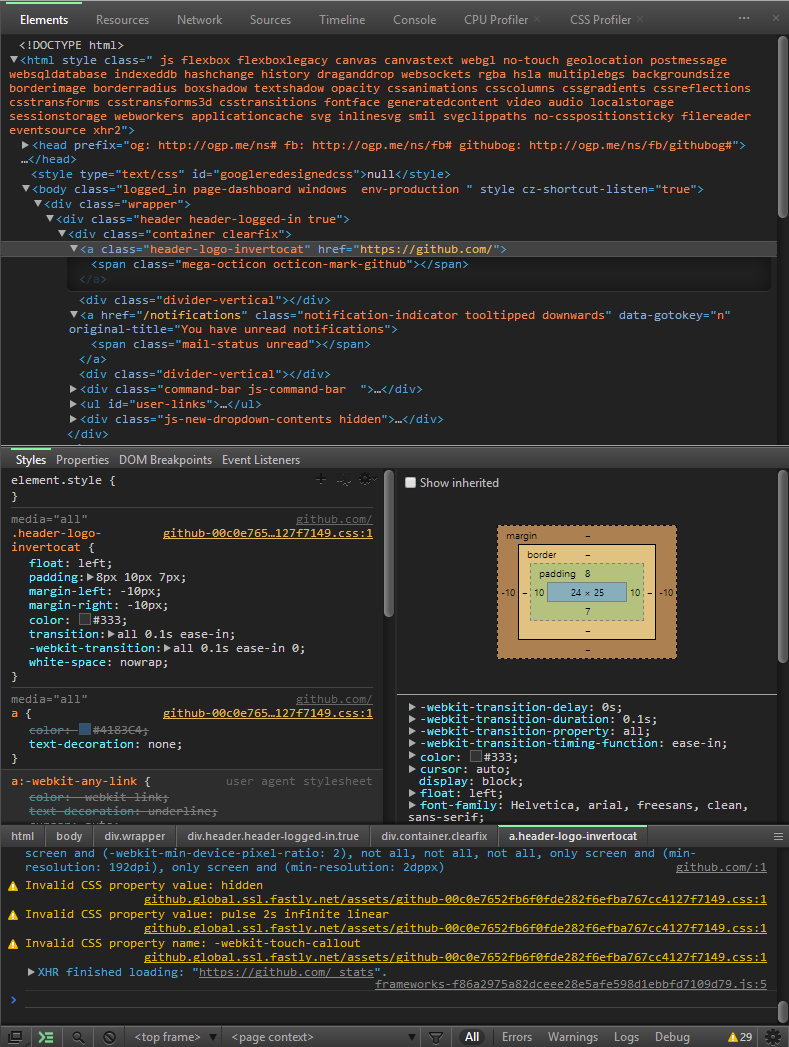 Elements Resources Network Sources Timeline Console CPU Profiler × CSS Profiler × ... ×
<!DOCTYPE html>
▼<html style class=" js flexbox flexboxlegacy canvas canvastext webgl no-touch geolocation postmessage
websqldatabase indexeddb hashchange history draganddrop websockets rgba hsla multiplebgs backgroundsize
borderimage borderradius boxshadow textshadow opacity cssanimations csscolumns cssgradients cssreflections
csstransforms csstransforms3d csstransitions fontface generatedcontent video audio localstorage
sessionstorage webworkers applicationcache svg inlinesvg smil svgclippaths no-csspositionsticky filereader
eventsource xhr2">
▶<head prefix="og: http://ogp.me/ns# fb: http://ogp.me/ns/fb# githubog: http://ogp.me/ns/fb/githubog#">
…</head>
<style type="text/css" id="googleredesignedcss">null</style>
▼<body class="logged_in page-dashboard windows  env-production " style cz-shortcut-listen="true">
▼<div class="wrapper">
▼<div class="header header-logged-in true">
▼<div class="container clearfix">
▼<a class="header-logo-invertocat" href="https://github.com/">
<span class="mega-octicon octicon-mark-github"></span>
</a>
<div class="divider-vertical"></div>
▼<a href="/notifications" class="notification-indicator tooltipped downwards" data-gotokey="n"
original-title="You have unread notifications">
<span class="mail-status unread"></span>
</a>
<div class="divider-vertical"></div>
▶<div class="command-bar js-command-bar  ">…</div>
▶<ul id="user-links">…</ul>
▶<div class="js-new-dropdown-contents hidden">…</div>
</div>
Styles Properties DOM Breakpoints Event Listeners
element.style {
}
media="all" github.com/
.header-logo- github-00c0e765…127f7149.css:1
invertocat {
float: left;
padding:▶8px 10px 7px;
margin-left: -10px;
margin-right: -10px;
color: #333;
transition:▶all 0.1s ease-in;
-webkit-transition:▶all 0.1s ease-in 0;
white-space: nowrap;
}
media="all" github.com/
a { github-00c0e765…127f7149.css:1
color: #4183C4;
text-decoration: none;
}
a:-webkit-any-link { user agent stylesheet
color: -webkit-link;
text-decoration: underline;
cursor: auto;
Show inherited
margin –
border –
padding 8
-10 – 10 24 × 25 10 – -10
7
–
–
▶ -webkit-transition-delay: 0s;
▶ -webkit-transition-duration: 0.1s;
▶ -webkit-transition-property: all;
▶ -webkit-transition-timing-function: ease-in;
▶ color: #333;
▶ cursor: auto;
display: block;
▶ float: left;
▶ font-family: Helvetica, arial, freesans, clean,
sans-serif;
html body div.wrapper div.header.header-logged-in.true div.container.clearfix a.header-logo-invertocat
screen and (-webkit-min-device-pixel-ratio: 2), not all, not all, not all, only screen and (min-
resolution: 192dpi), only screen and (min-resolution: 2dppx) github.com/:1
Invalid CSS property value: hidden
github.global.ssl.fastly.net/assets/github-00c0e7652fb6f0fde282f6efba767cc4127f7149.css:1
Invalid CSS property value: pulse 2s infinite linear
github.global.ssl.fastly.net/assets/github-00c0e7652fb6f0fde282f6efba767cc4127f7149.css:1
Invalid CSS property name: -webkit-touch-callout
github.global.ssl.fastly.net/assets/github-00c0e7652fb6f0fde282f6efba767cc4127f7149.css:1
▶XHR finished loading: "https://github.com/_stats".
frameworks-f86a2975a82dceee28e5afe598d1ebbfd7109d79.js:5
>
<top frame> ▼ <page context> ▼ All Errors Warnings Logs Debug 29